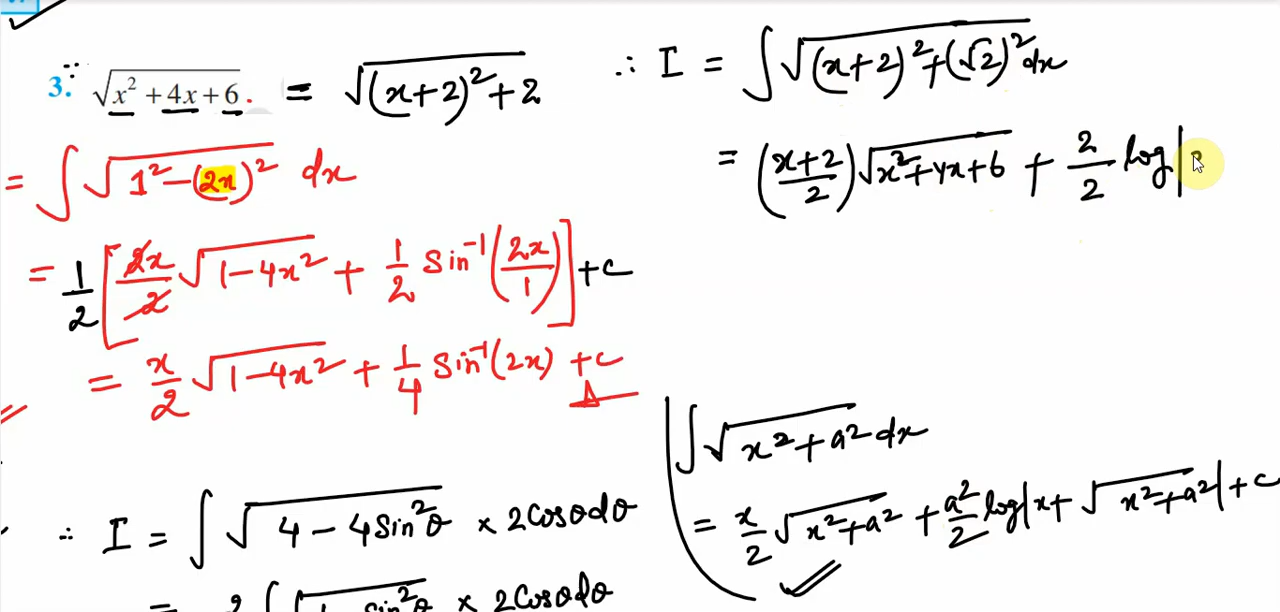 3. √(x² + 4x + 6). = √((x+2)² + 2)
= ∫ √(1² − (2x)²) dx
= 1/2 [ 2x/2 √(1−4x²) + 1/2 Sin⁻¹(2x/1) ] + c
= x/2 √(1−4x²) + 1/4 Sin⁻¹(2x) + c
∴ I = ∫ √(4 − 4Sin²θ) × 2Cosθdθ
Sin²θ × 2Cosθdθ
∴ I = ∫ √((x+2)² + (√2)²) dx
= (x+2/2) √(x²+4x+6) + 2/2 log|
∫ √(x² + a²) dx
= x/2 √(x²+a²) + a²/2 log|x + √(x²+a²)| + c